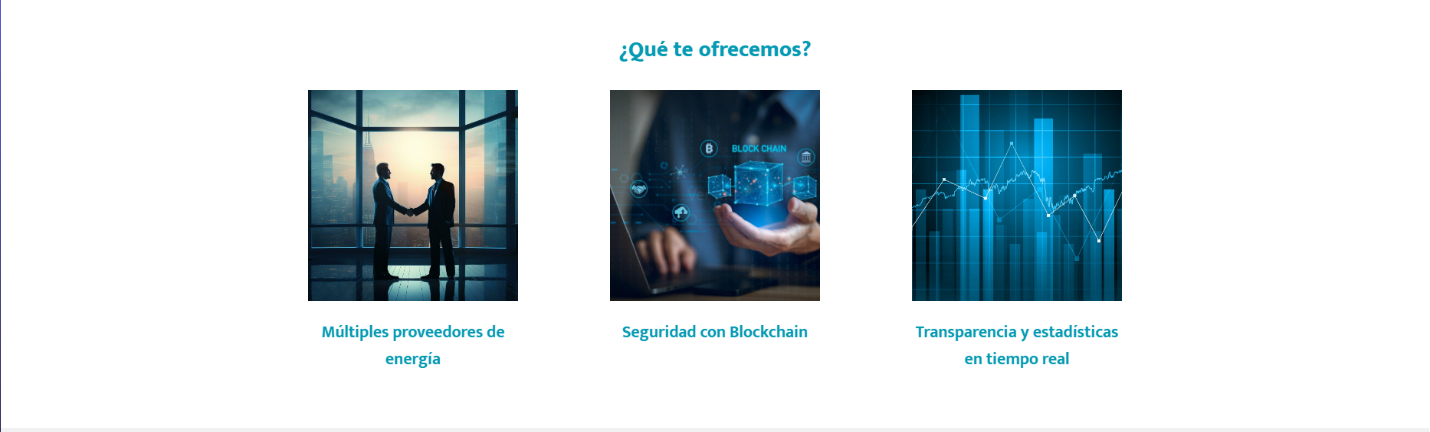 ¿Qué te ofrecemos?
B
BLOCK CHAIN
Múltiples proveedores de
energía
Seguridad con Blockchain
Transparencia y estadísticas
en tiempo real